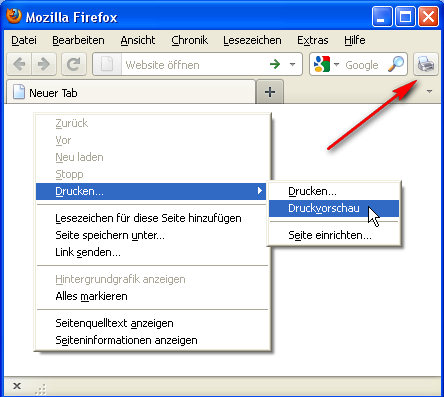 Mozilla Firefox
Datei Bearbeiten Ansicht Chronik Lesezeichen Extras Hilfe
Website öffnen Google
Neuer Tab
Zurück
Vor
Neu laden
Stopp
Drucken...
Drucken...
Druckvorschau
Seite einrichten...
Lesezeichen für diese Seite hinzufügen
Seite speichern unter...
Link senden...
Hintergrundgrafik anzeigen
Alles markieren
Seitenquelltext anzeigen
Seiteninformationen anzeigen